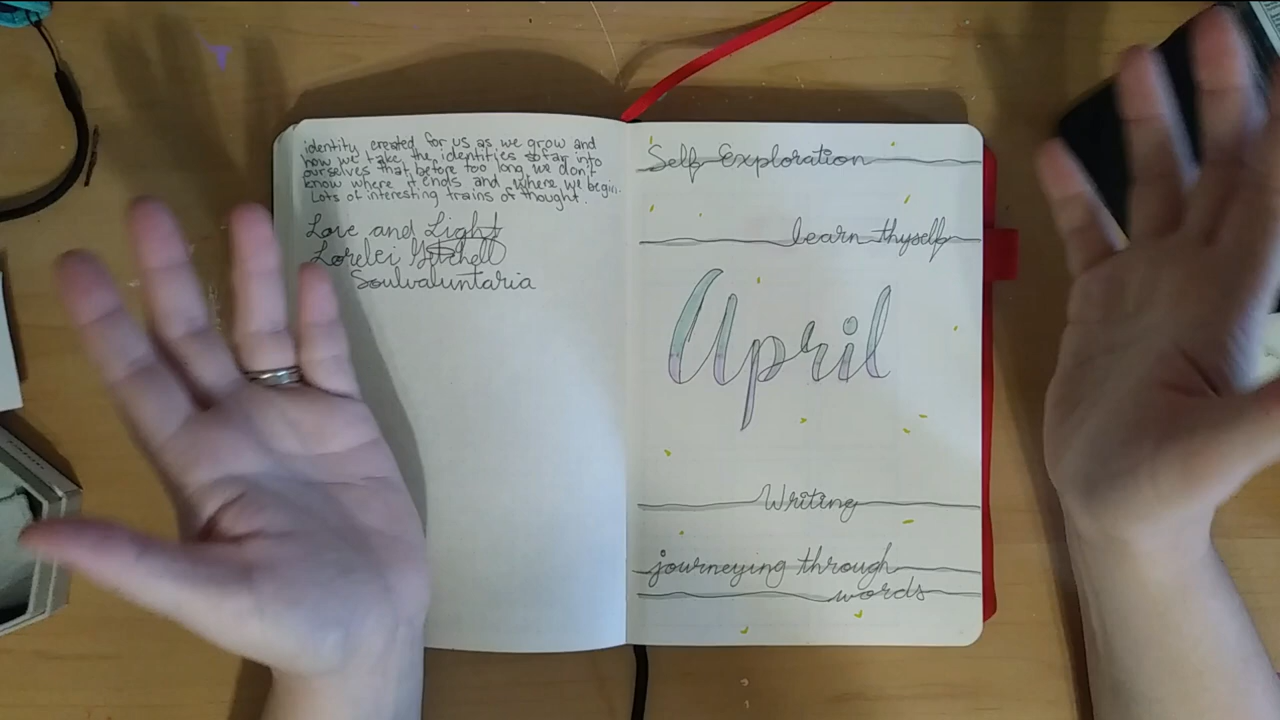 identity created for us as we grow and
how we take the identities so far into
ourselves that before too long we don't
know where it ends and where we begin.
Lots of interesting trains of thought.
Love and Light
Lorelei Mitchell
Soulvaluntaria
Self Exploration
learn thyself
April
Writing
journeying through
words